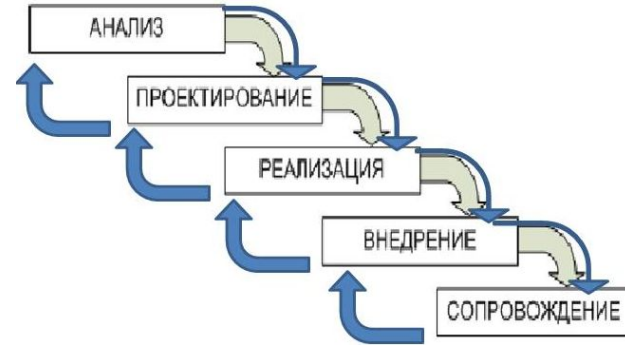 АНАЛИЗ
ПРОЕКТИРОВАНИЕ
РЕАЛИЗАЦИЯ
ВНЕДРЕНИЕ
СОПРОВОЖДЕНИЕ